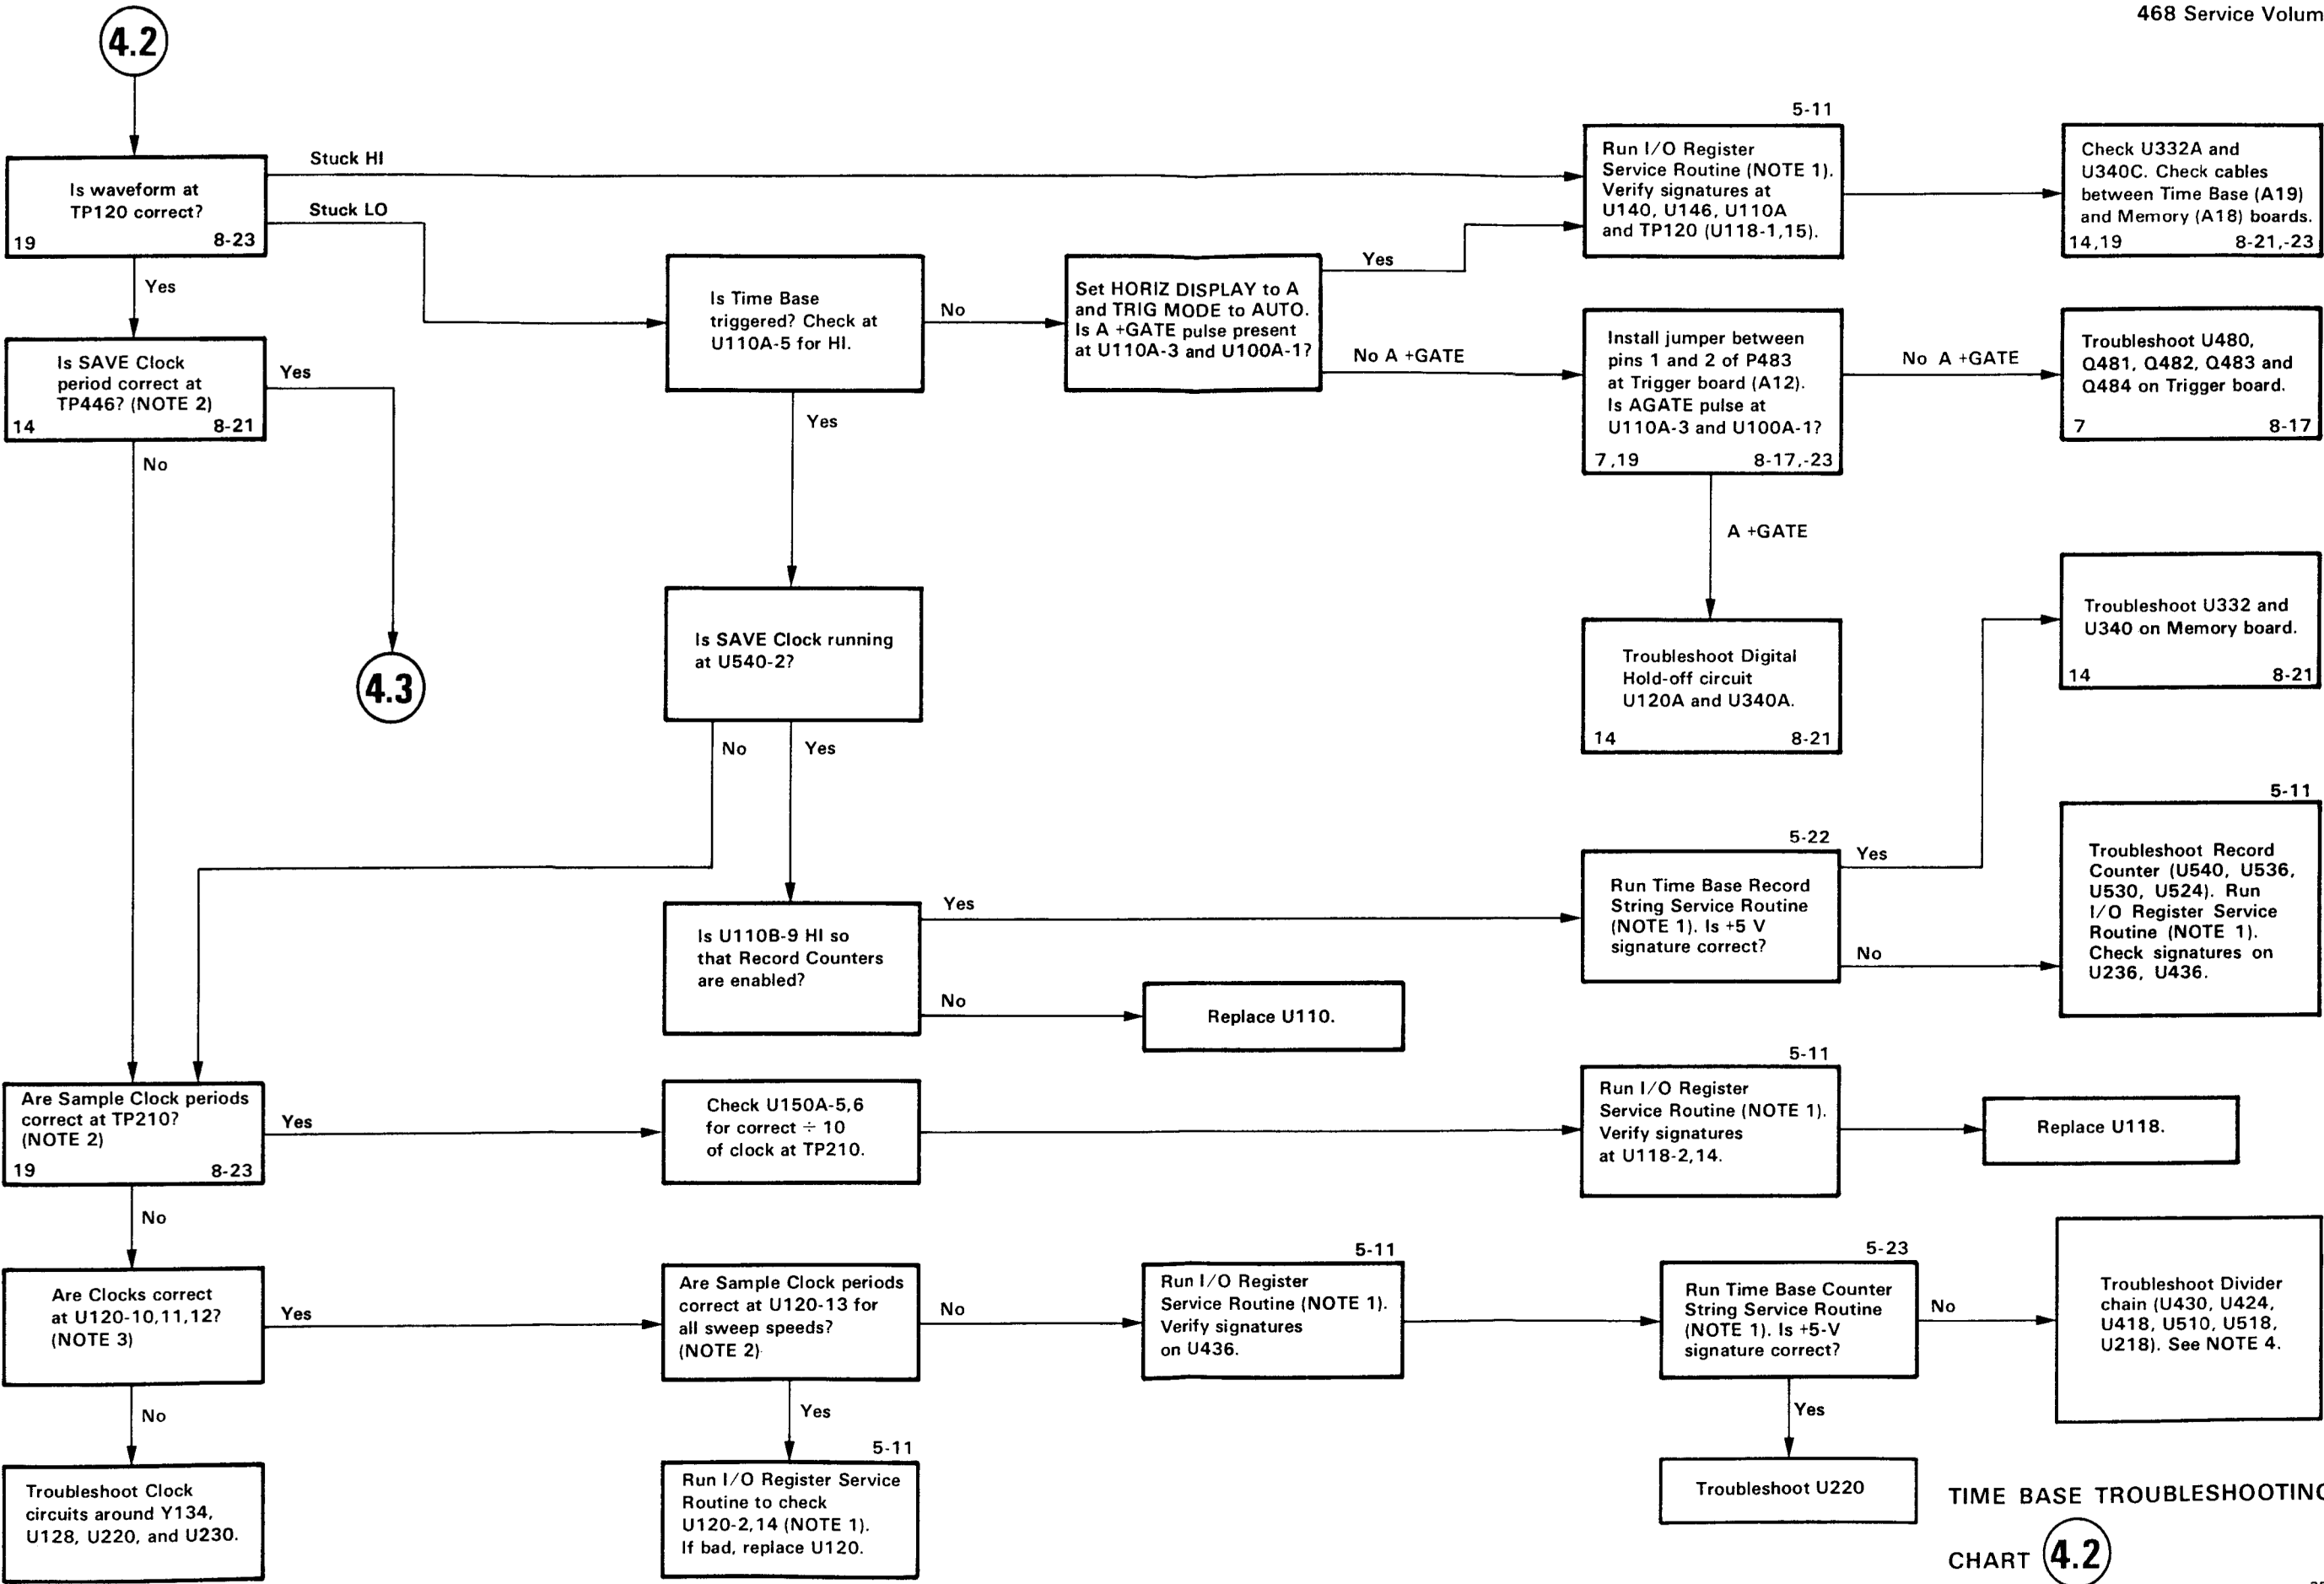 468 Service Volum
4.2
Is waveform at
TP120 correct?
19 8-23
Stuck HI
Stuck LO
Yes
5-11
Run I/O Register
Service Routine (NOTE 1).
Verify signatures at
U140, U146, U110A
and TP120 (U118-1,15).
Check U332A and
U340C. Check cables
between Time Base (A19)
and Memory (A18) boards.
14,19 8-21,-23
Is Time Base
triggered? Check at
U110A-5 for HI.
No
Yes
Set HORIZ DISPLAY to A
and TRIG MODE to AUTO.
Is A +GATE pulse present
at U110A-3 and U100A-1?
Yes
No A +GATE
Install jumper between
pins 1 and 2 of P483
at Trigger board (A12).
Is AGATE pulse at
U110A-3 and U100A-1?
7,19 8-17,-23
No A +GATE
A +GATE
Troubleshoot U480,
Q481, Q482, Q483 and
Q484 on Trigger board.
7 8-17
Is SAVE Clock
period correct at
TP446? (NOTE 2)
14 8-21
Yes
No
4.3
Is SAVE Clock running
at U540-2?
No
Yes
Troubleshoot Digital
Hold-off circuit
U120A and U340A.
14 8-21
Troubleshoot U332 and
U340 on Memory board.
14 8-21
Is U110B-9 HI so
that Record Counters
are enabled?
Yes
No
Replace U110.
5-22
Run Time Base Record
String Service Routine
(NOTE 1). Is +5 V
signature correct?
Yes
No
5-11
Troubleshoot Record
Counter (U540, U536,
U530, U524). Run
I/O Register Service
Routine (NOTE 1).
Check signatures on
U236, U436.
Are Sample Clock periods
correct at TP210?
(NOTE 2)
19 8-23
Yes
No
Check U150A-5,6
for correct ÷ 10
of clock at TP210.
5-11
Run I/O Register
Service Routine (NOTE 1).
Verify signatures
at U118-2,14.
Replace U118.
Are Clocks correct
at U120-10,11,12?
(NOTE 3)
Yes
No
Are Sample Clock periods
correct at U120-13 for
all sweep speeds?
(NOTE 2)
No
Yes
5-11
Run I/O Register
Service Routine (NOTE 1).
Verify signatures
on U436.
5-23
Run Time Base Counter
String Service Routine
(NOTE 1). Is +5-V
signature correct?
No
Yes
Troubleshoot Divider
chain (U430, U424,
U418, U510, U518,
U218). See NOTE 4.
Troubleshoot Clock
circuits around Y134,
U128, U220, and U230.
5-11
Run I/O Register Service
Routine to check
U120-2,14 (NOTE 1).
If bad, replace U120.
Troubleshoot U220
TIME BASE TROUBLESHOOTING
CHART 4.2